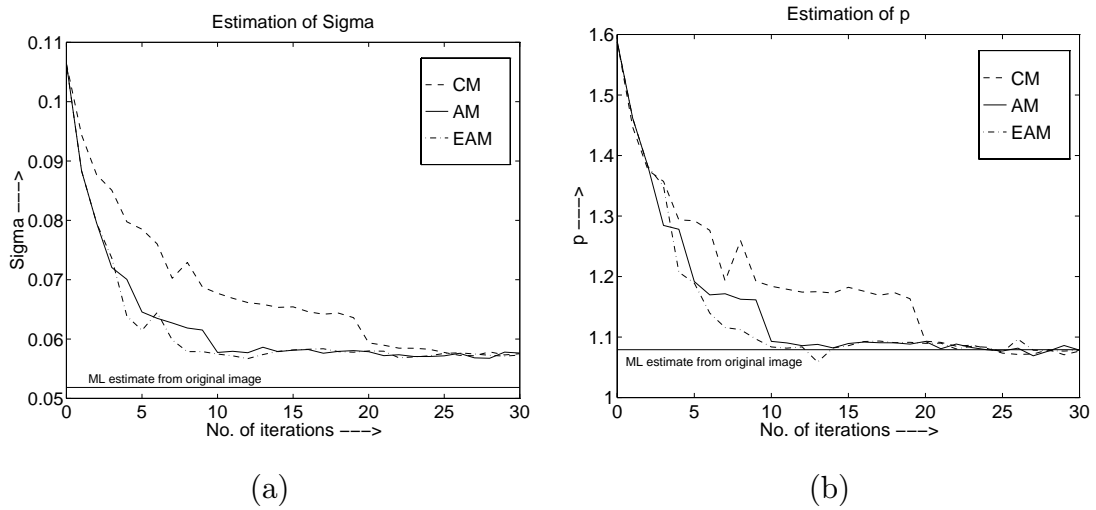 Estimation of Sigma
0.11
0.1
0.09
0.08
0.07
0.06
0.05
Sigma ---->
CM
AM
EAM
ML estimate from original image
0 5 10 15 20 25 30
No. of iterations ---->
(a)
Estimation of p
1.6
1.5
1.4
1.3
1.2
1.1
1
p ---->
CM
AM
EAM
ML estimate from original image
0 5 10 15 20 25 30
No. of iterations ---->
(b)